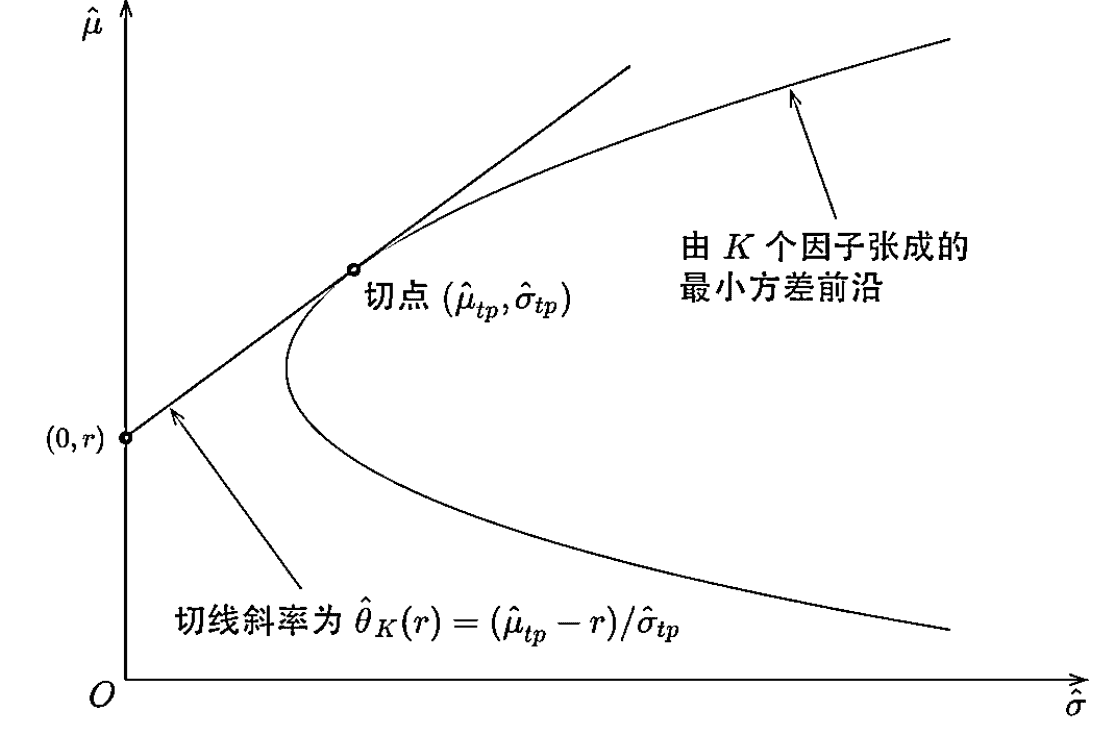 μ̂
由 K 个因子张成的
最小方差前沿
切点 (μ̂_tp, σ̂_tp)
(0, r)
切线斜率为 θ̂_K(r) = (μ̂_tp − r)/σ̂_tp
O
σ̂